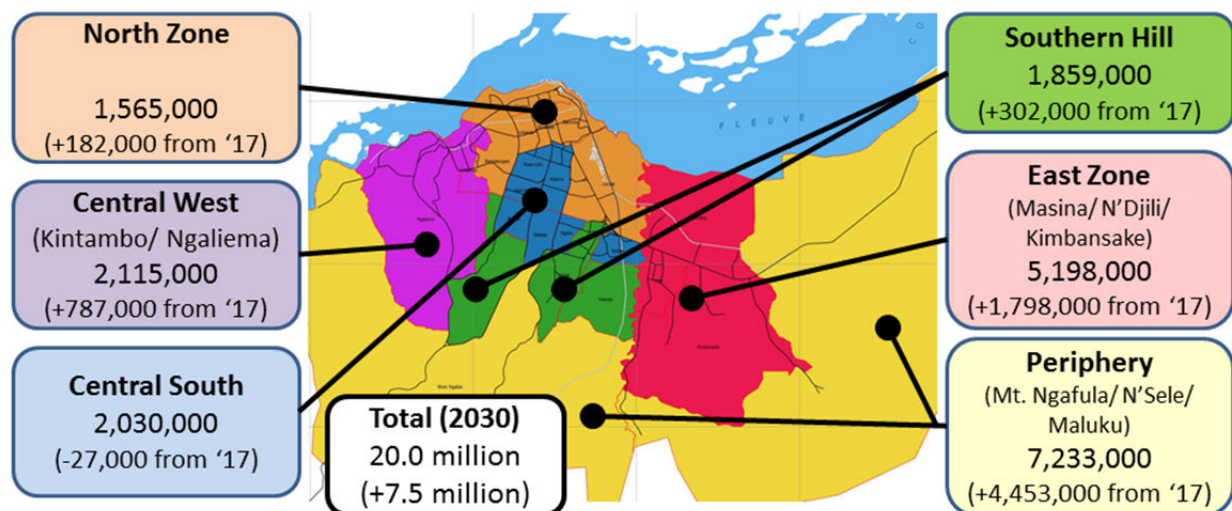 North Zone
1,565,000
(+182,000 from ‘17)
Central West
(Kintambo/ Ngaliema)
2,115,000
(+787,000 from ‘17)
Central South
2,030,000
(-27,000 from ‘17)
Total (2030)
20.0 million
(+7.5 million)
Southern Hill
1,859,000
(+302,000 from ‘17)
East Zone
(Masina/ N’Djili/
Kimbansake)
5,198,000
(+1,798,000 from ‘17)
Periphery
(Mt. Ngafula/ N’Sele/
Maluku)
7,233,000
(+4,453,000 from ‘17)
F L E U V E